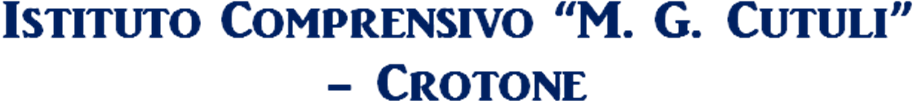 Istituto Comprensivo “M. G. Cutuli”
– Crotone